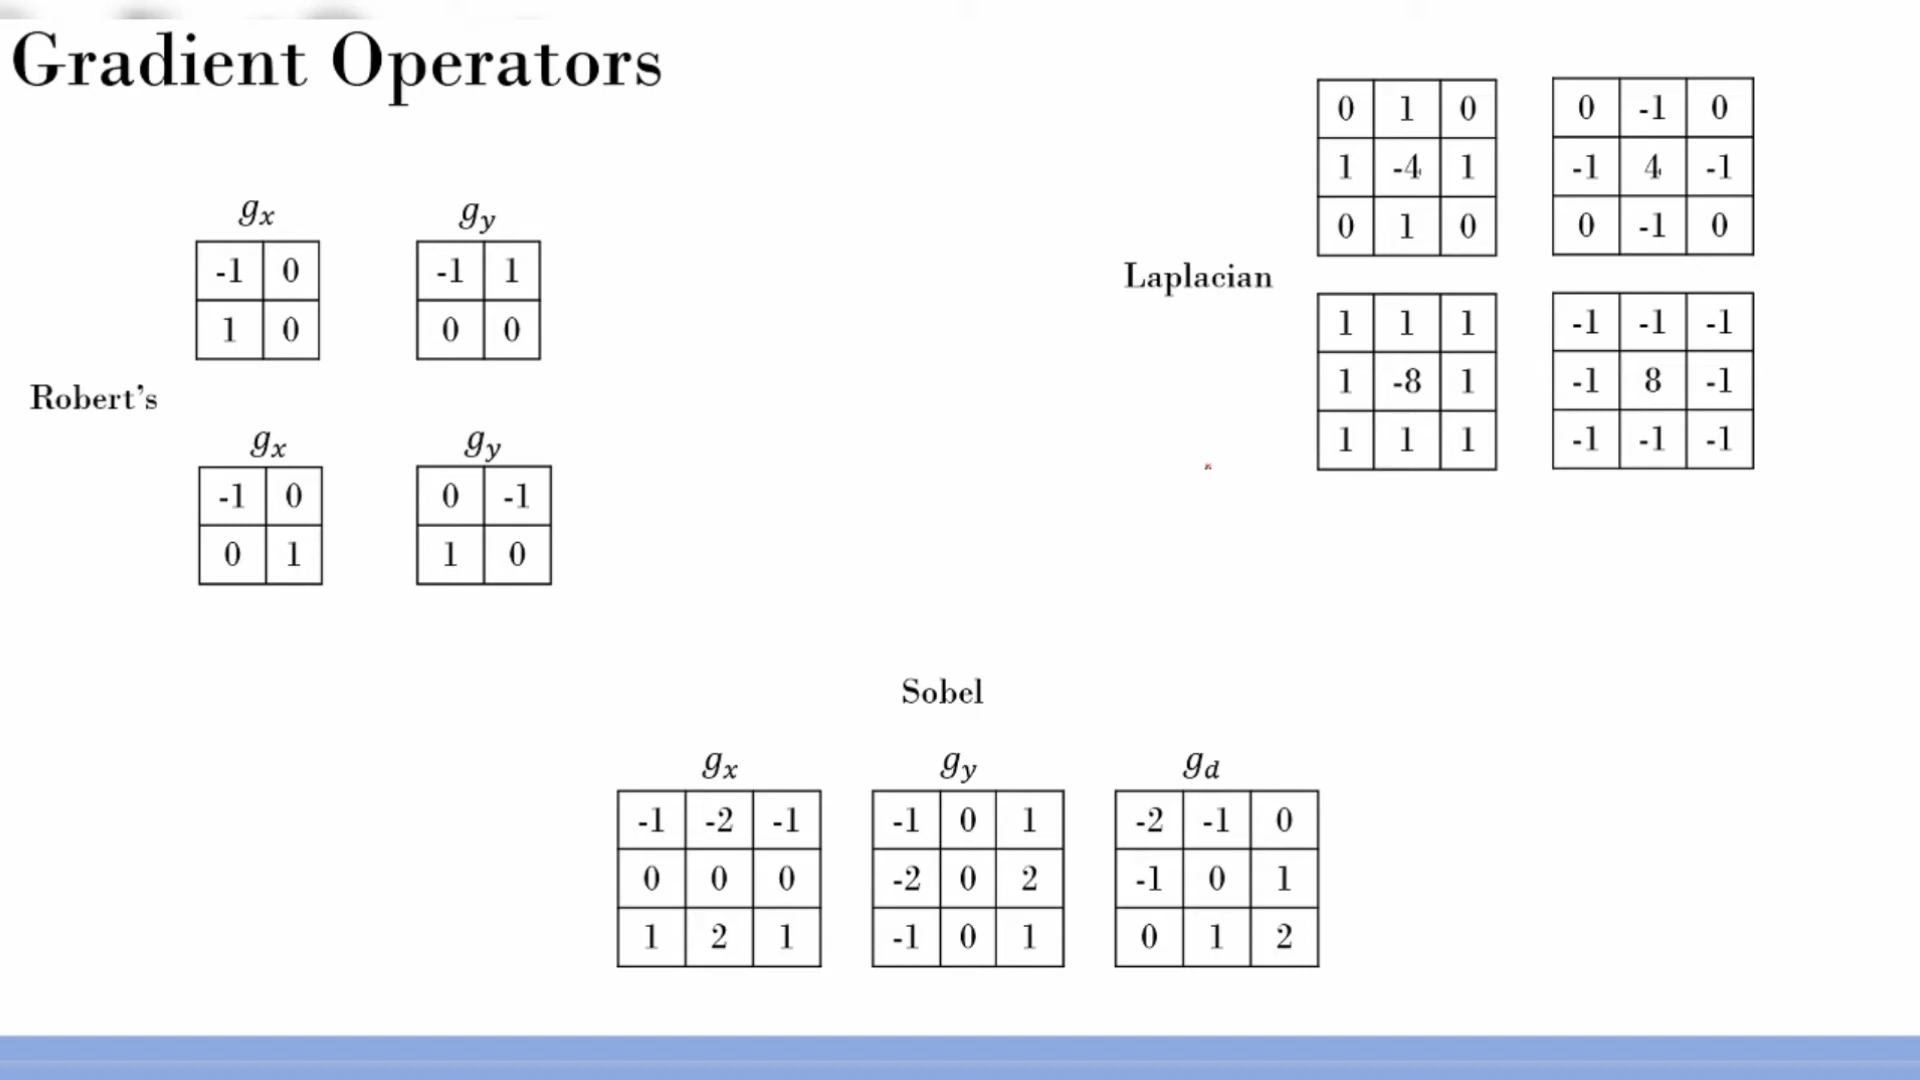 Gradient Operators
gx gy
-1 0 -1 1
1 0 0 0
Robert's
gx gy
-1 0 0 -1
0 1 1 0
0 1 0 0 -1 0
1 -4 1 -1 4 -1
0 1 0 0 -1 0
Laplacian
1 1 1 -1 -1 -1
1 -8 1 -1 8 -1
1 1 1 -1 -1 -1
Sobel
gx gy gd
-1 -2 -1 -1 0 1 -2 -1 0
0 0 0 -2 0 2 -1 0 1
1 2 1 -1 0 1 0 1 2